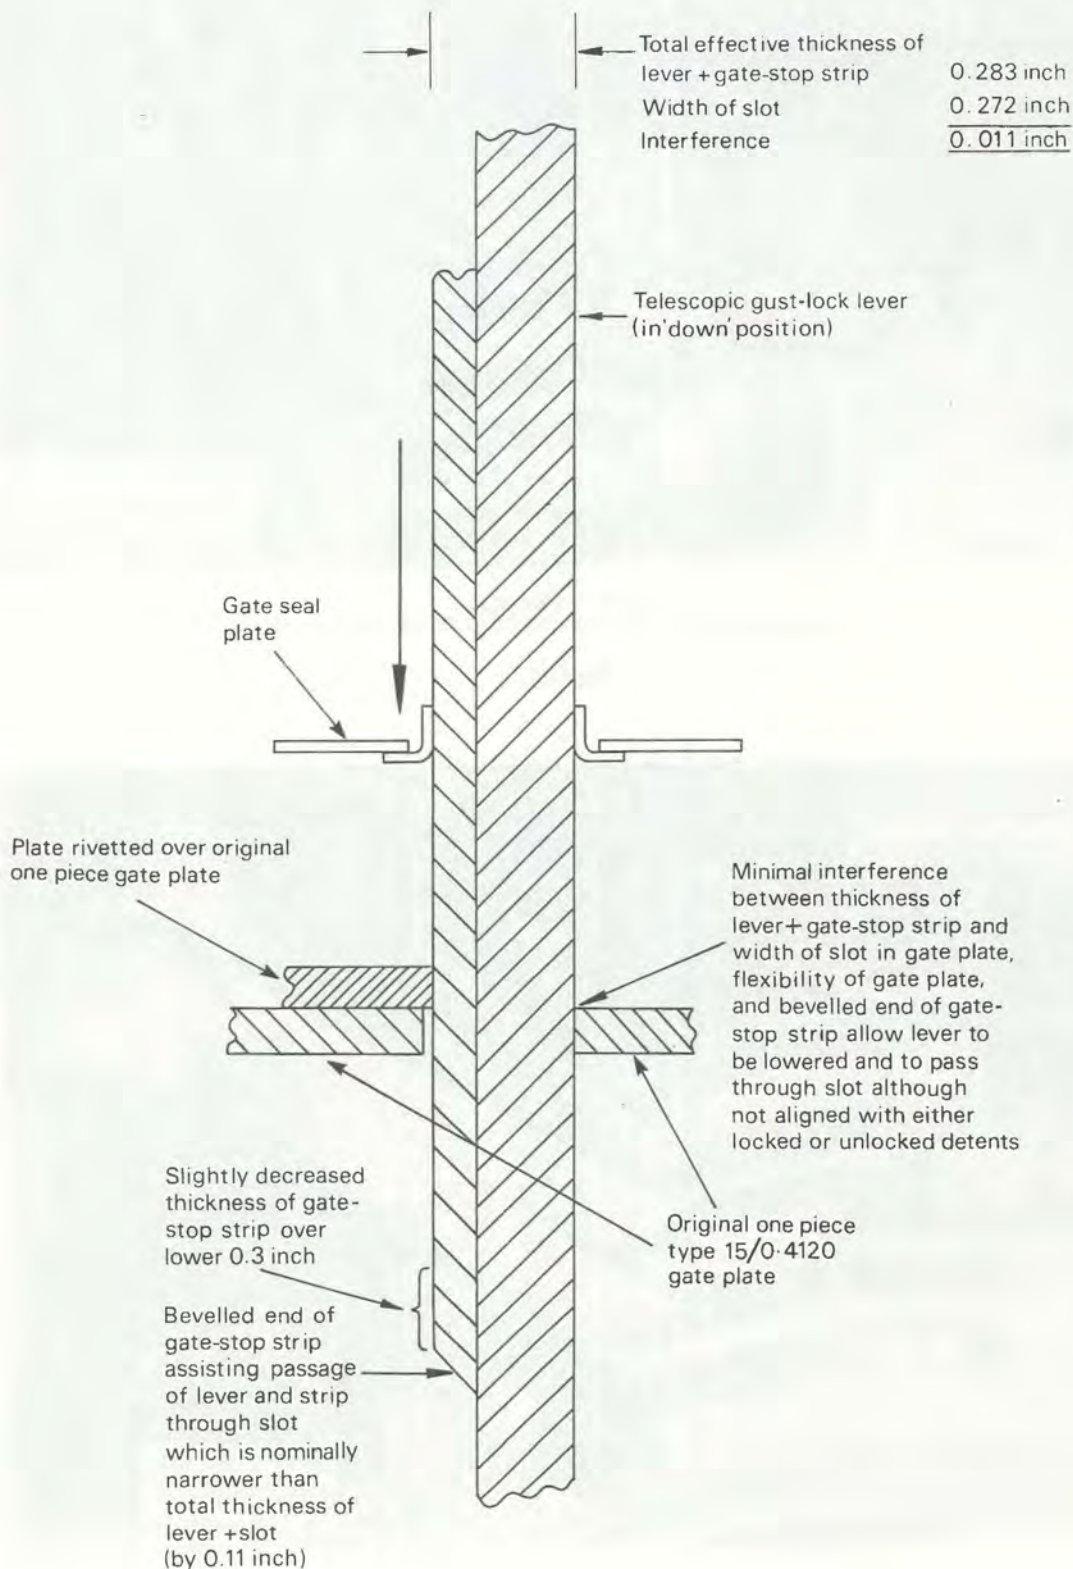 Total effective thickness of
lever + gate-stop strip 0.283 inch
Width of slot 0.272 inch
Interference 0.011 inch
Telescopic gust-lock lever
(in 'down' position)
Gate seal
plate
Plate rivetted over original
one piece gate plate
Minimal interference
between thickness of
lever+ gate-stop strip and
width of slot in gate plate,
flexibility of gate plate,
and bevelled end of gate-
stop strip allow lever to
be lowered and to pass
through slot although
not aligned with either
locked or unlocked detents
Slightly decreased
thickness of gate-
stop strip over
lower 0.3 inch
Original one piece
type 15/0·4120
gate plate
Bevelled end of
gate-stop strip
assisting passage
of lever and strip
through slot
which is nominally
narrower than
total thickness of
lever +slot
(by 0.11 inch)